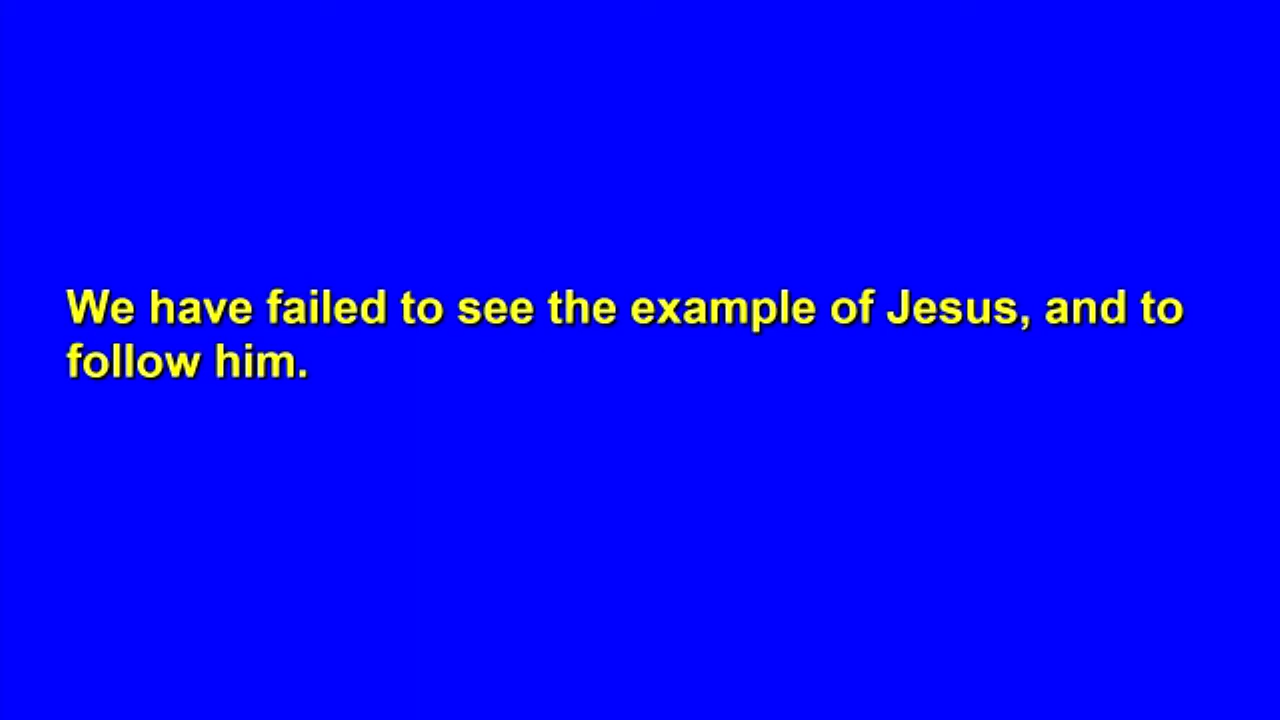 We have failed to see the example of Jesus, and to
follow him.